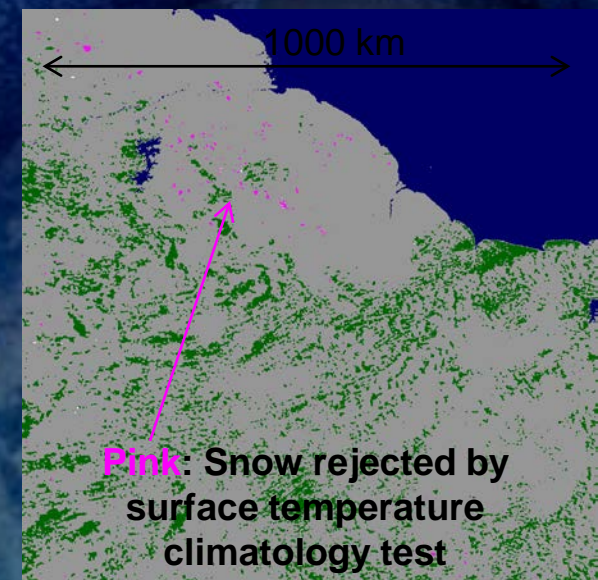 1000 km
Pink: Snow rejected by
surface temperature
climatology test